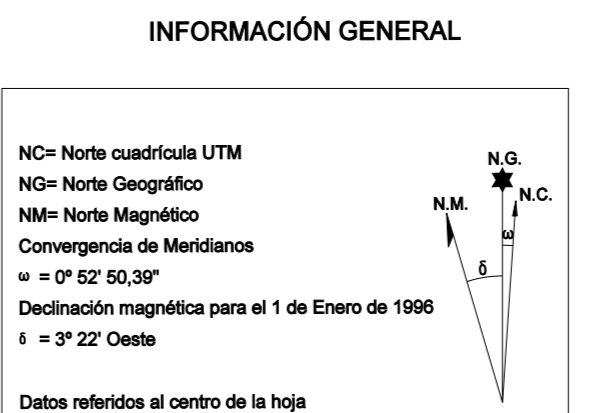 INFORMACIÓN GENERAL
NC= Norte cuadrícula UTM
NG= Norte Geográfico
NM= Norte Magnético
Convergencia de Meridianos
ω = 0º 52' 50,39"
Declinación magnética para el 1 de Enero de 1996
δ = 3º 22' Oeste
Datos referidos al centro de la hoja
N.G.
N.C.
N.M.
ω
δ